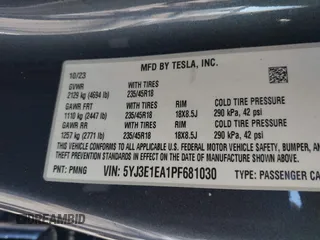 MFD BY TESLA, INC.
10/23
GVWR WITH TIRES
2129 kg (4694 lb) 235/45R18
GAWR FRT WITH TIRES RIM COLD TIRE PRESSURE
1110 kg (2447 lb) 235/45R18 18X8.5J 290 kPa, 42 psi
GAWR RR WITH TIRES RIM COLD TIRE PRESSURE
1257 kg (2771 lb) 235/45R18 18X8.5J 290 kPa, 42 psi
THIS VEHICLE CONFORMS TO ALL APPLICABLE U.S. FEDERAL MOTOR VEHICLE SAFETY, BUMPER, AN
THEFT PREVENTION STANDARDS IN EFFECT ON THE DATE OF MANUFACTURE SHOWN ABOVE.
PNT: PMNG VIN: 5YJ3E1EA1PF681030 TYPE: PASSENGER CA
DREAMBID